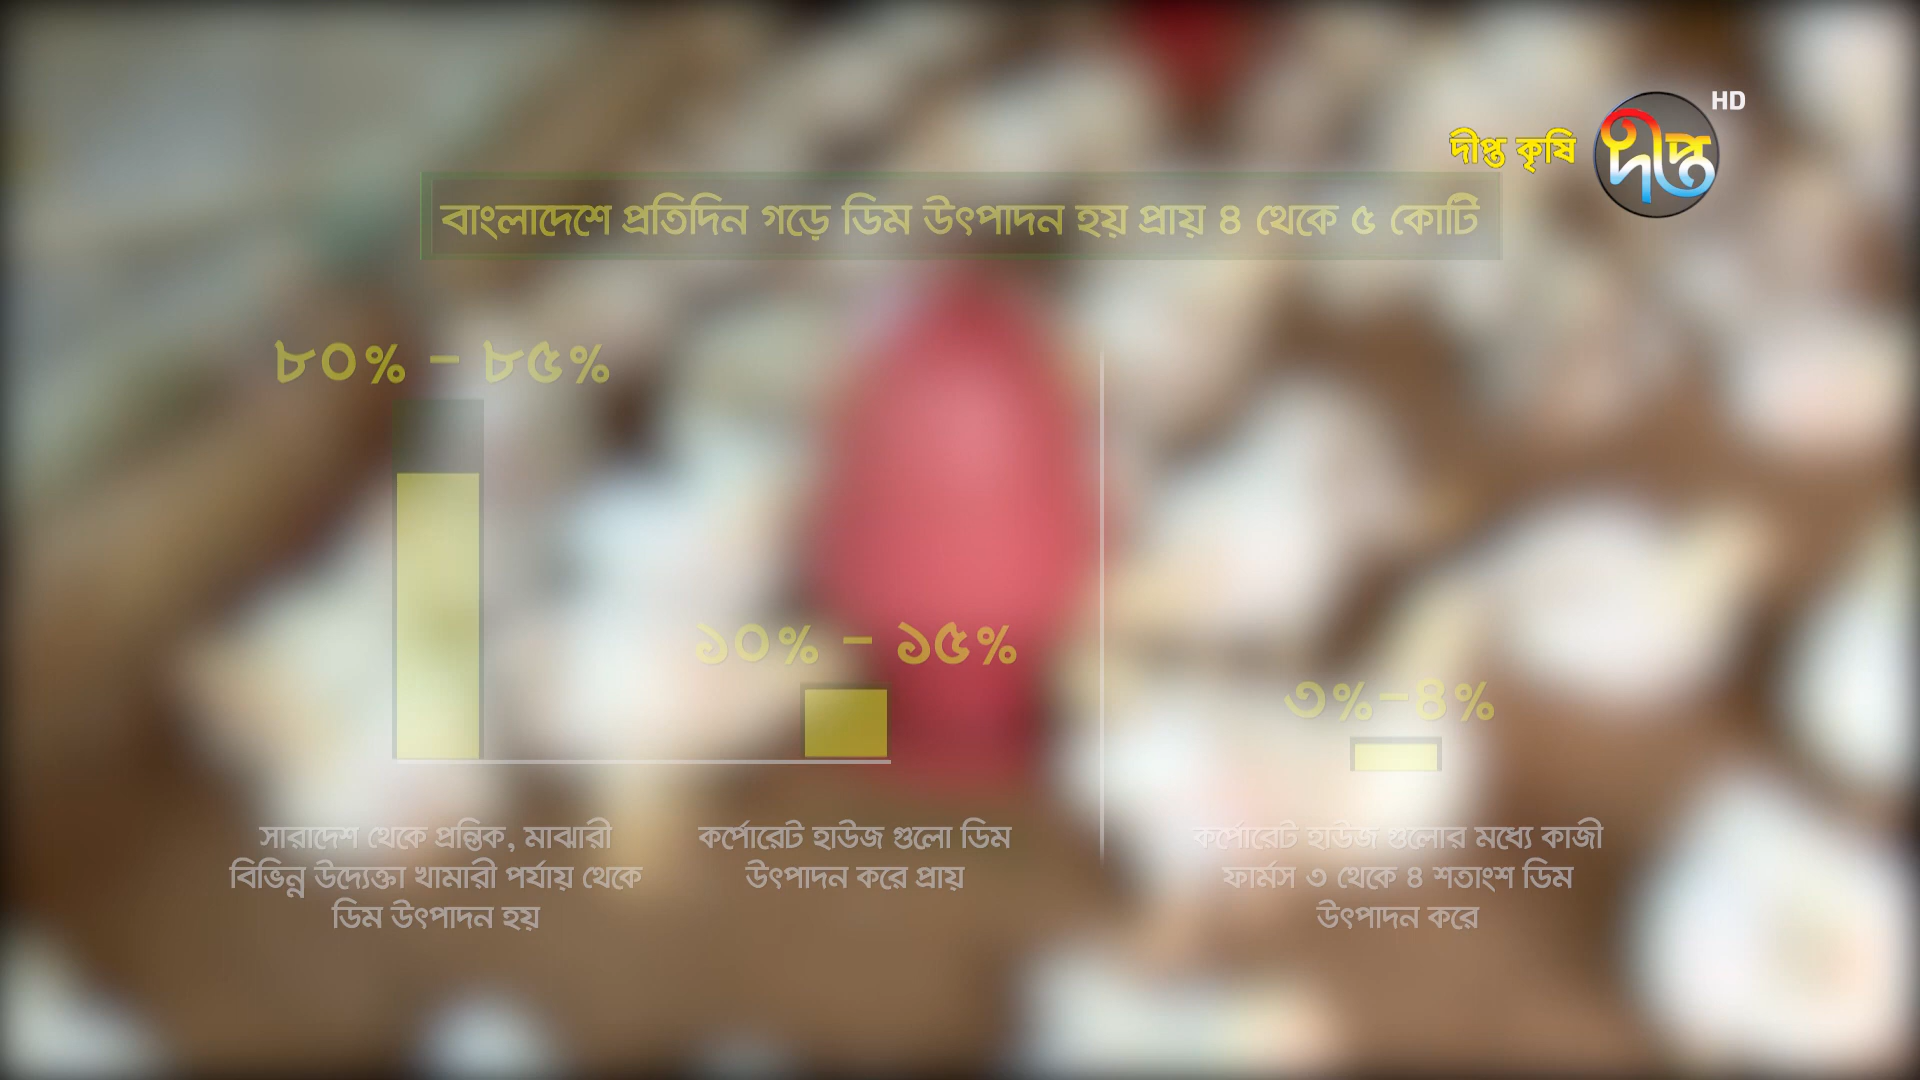 HD
দীপ্ত কৃষি
দীপ্ত
বাংলাদেশে প্রতিদিন গড়ে ডিম উৎপাদন হয় প্রায় ৪ থেকে ৫ কোটি
৮০% - ৮৫%
সারাদেশ থেকে প্রন্তিক, মাঝারী
বিভিন্ন উদ্যেক্তা খামারী পর্যায় থেকে
ডিম উৎপাদন হয়
১০% - ১৫%
কর্পোরেট হাউজ গুলো ডিম
উৎপাদন করে প্রায়
৩%-৪%
কর্পোরেট হাউজ গুলোর মধ্যে কাজী
ফার্মস ৩ থেকে ৪ শতাংশ ডিম
উৎপাদন করে